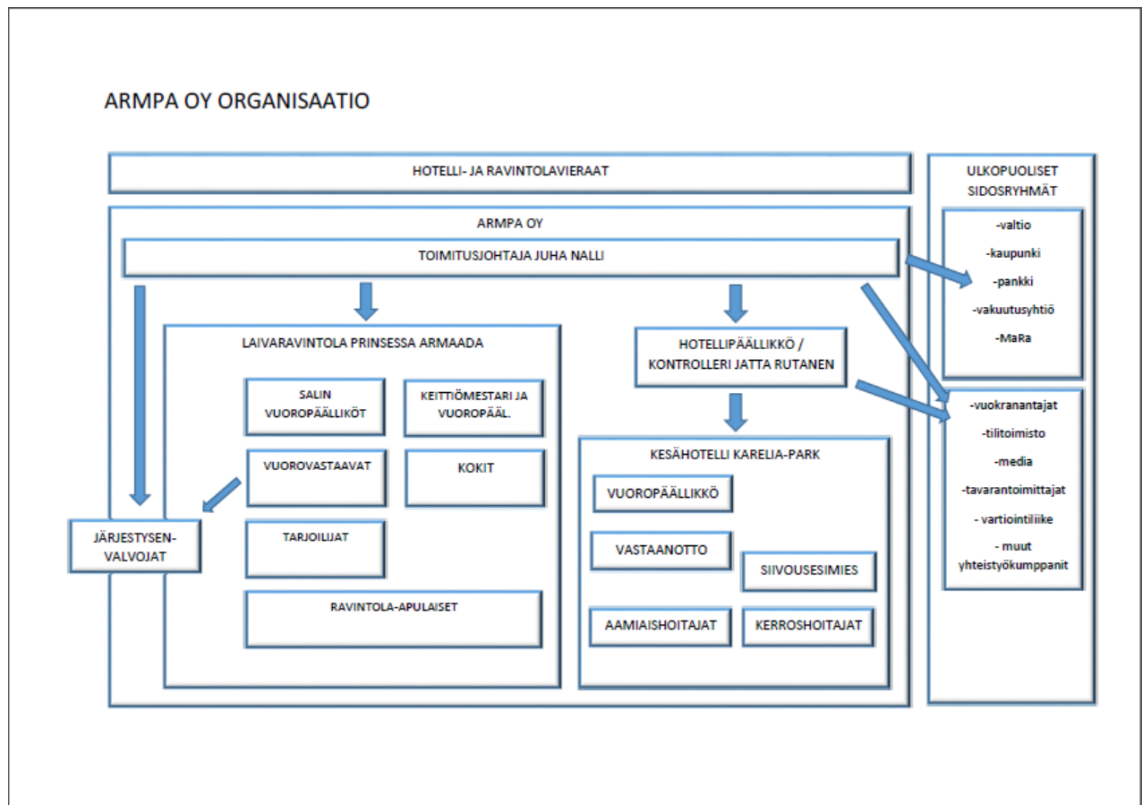 ARMPA OY ORGANISAATIO
HOTELLI- JA RAVINTOLAVIERAAT
ARMPA OY
TOIMITUSJOHTAJA JUHA NALLI
LAIVARAVINTOLA PRINSESSA ARMAADA
SALIN
VUOROPÄÄLLIKÖT
KEITTIÖMESTARI JA
VUOROPÄÄL.
VUOROVASTAAVAT
KOKIT
JÄRJESTYSEN-
VALVOJAT
TARJOILIJAT
RAVINTOLA-APULAISET
HOTELLIPÄÄLLIKKÖ /
KONTROLLERI JATTA RUTANEN
KESÄHOTELLI KARELIA-PARK
VUOROPÄÄLLIKKÖ
VASTAANOTTO
SIIVOUSESIMIES
AAMIAISHOITAJAT
KERROSHOITAJAT
ULKOPUOLISET
SIDOSRYHMÄT
-valtio
-kaupunki
-pankki
-vakuutusyhtiö
-MaRa
-vuokranantajat
-tilitoimisto
-media
-tavarantoimittajat
- vartiointiliike
- muut
yhteistyökumppanit